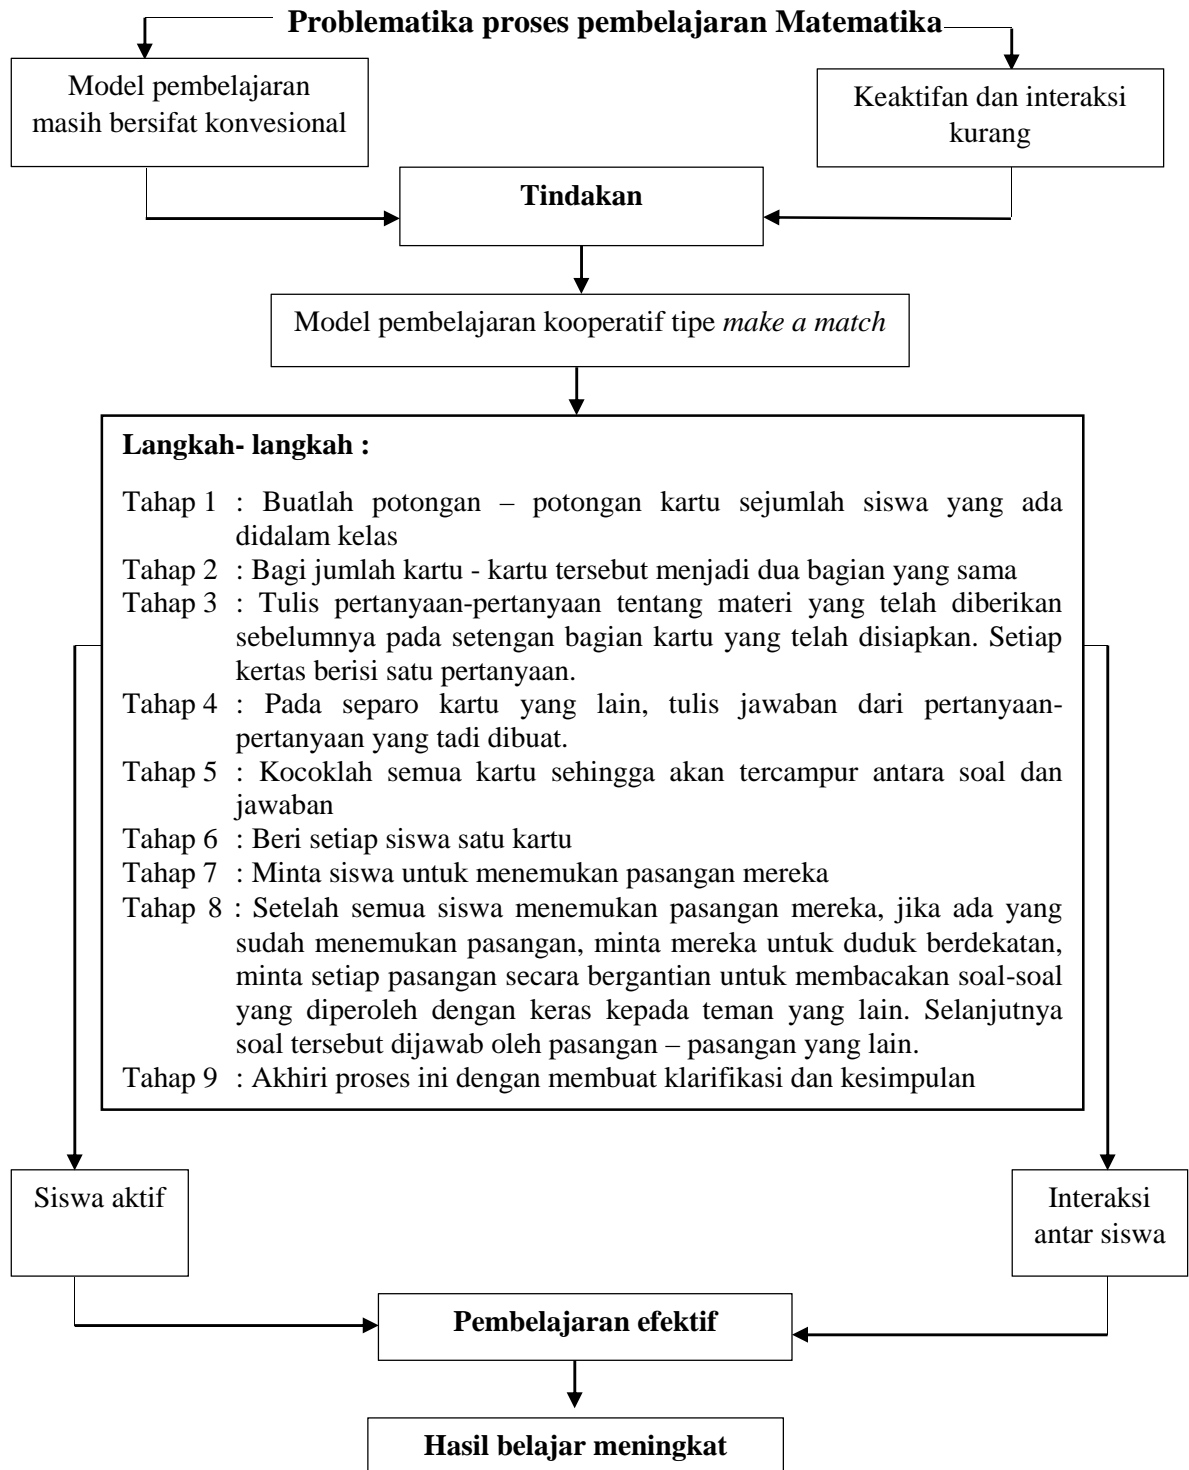 Problematika proses pembelajaran Matematika
Model pembelajaran
masih bersifat konvesional
Keaktifan dan interaksi
kurang
Tindakan
Model pembelajaran kooperatif tipe make a match
Langkah- langkah :
Tahap 1 : Buatlah potongan – potongan kartu sejumlah siswa yang ada
didalam kelas
Tahap 2 : Bagi jumlah kartu - kartu tersebut menjadi dua bagian yang sama
Tahap 3 : Tulis pertanyaan-pertanyaan tentang materi yang telah diberikan
sebelumnya pada setengan bagian kartu yang telah disiapkan. Setiap
kertas berisi satu pertanyaan.
Tahap 4 : Pada separo kartu yang lain, tulis jawaban dari pertanyaan-
pertanyaan yang tadi dibuat.
Tahap 5 : Kocoklah semua kartu sehingga akan tercampur antara soal dan
jawaban
Tahap 6 : Beri setiap siswa satu kartu
Tahap 7 : Minta siswa untuk menemukan pasangan mereka
Tahap 8 : Setelah semua siswa menemukan pasangan mereka, jika ada yang
sudah menemukan pasangan, minta mereka untuk duduk berdekatan,
minta setiap pasangan secara bergantian untuk membacakan soal-soal
yang diperoleh dengan keras kepada teman yang lain. Selanjutnya
soal tersebut dijawab oleh pasangan – pasangan yang lain.
Tahap 9 : Akhiri proses ini dengan membuat klarifikasi dan kesimpulan
Siswa aktif
Interaksi
antar siswa
Pembelajaran efektif
Hasil belajar meningkat